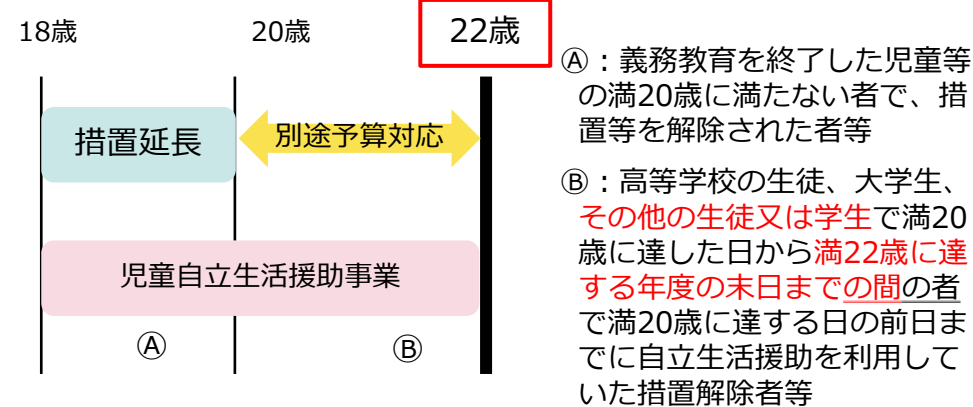 18歳
20歳
22歳
措置延長
別途予算対応
児童自立生活援助事業
Ⓐ
Ⓑ
Ⓐ：義務教育を終了した児童等
の満20歳に満たない者で、措
置等を解除された者等
Ⓑ：高等学校の生徒、大学生、
その他の生徒又は学生で満20
歳に達した日から満22歳に達
する年度の末日までの間の者
で満20歳に達する日の前日ま
でに自立生活援助を利用して
いた措置解除者等